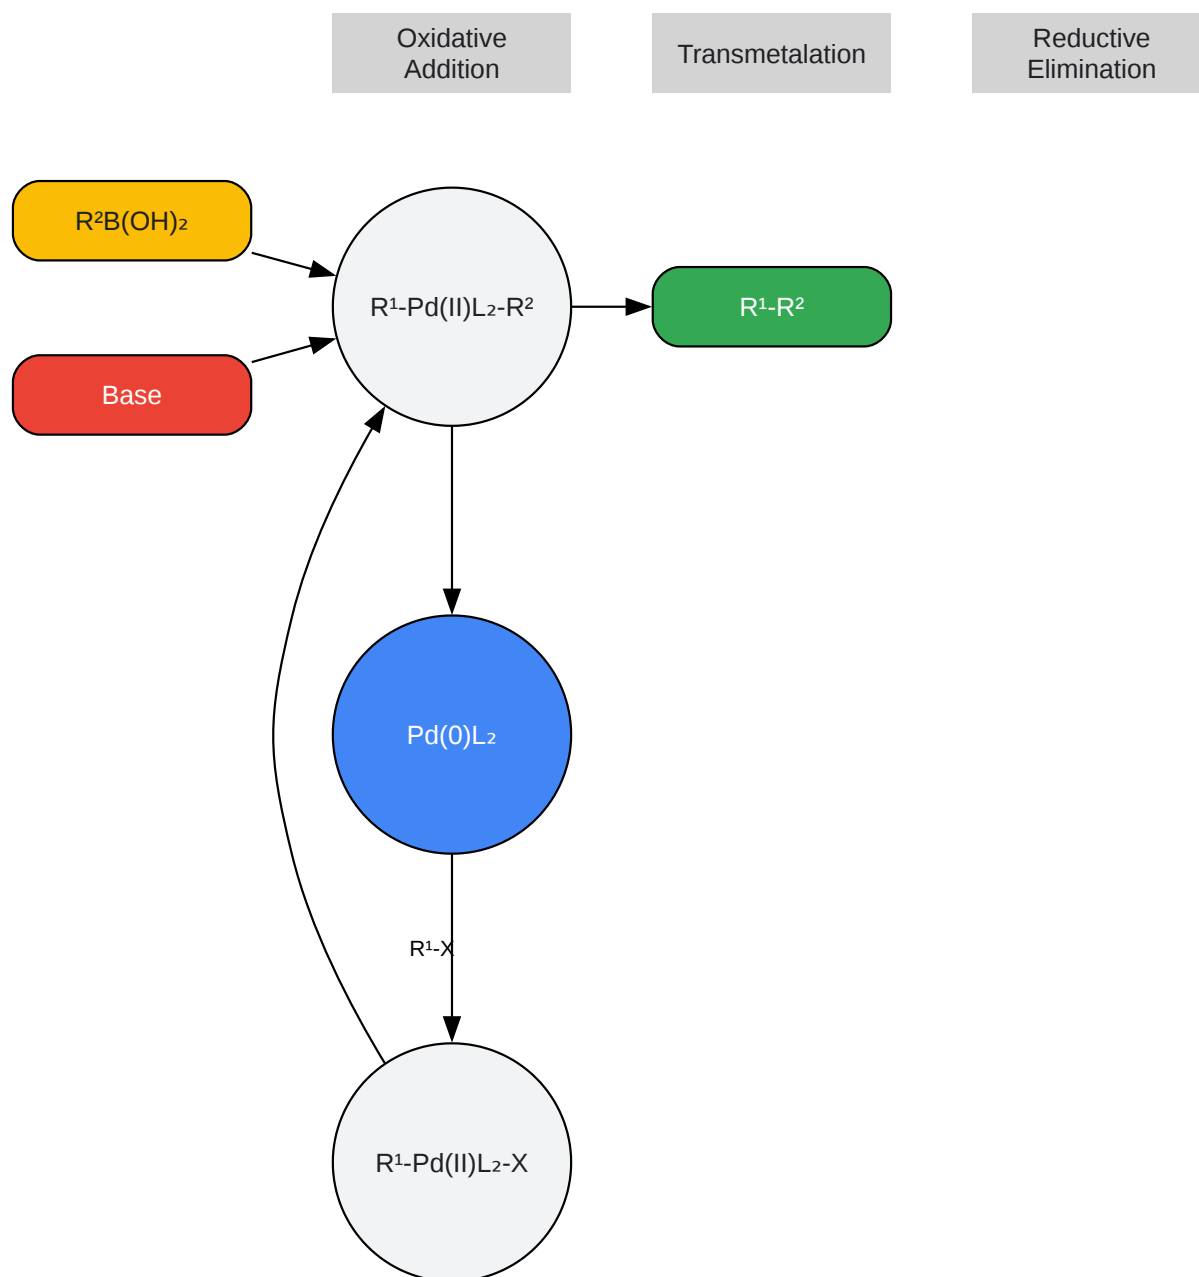 Oxidative
Addition
Transmetalation
Reductive
Elimination
R²B(OH)₂
R¹-Pd(II)L₂-R²
R¹-R²
Base
Pd(0)L₂
R¹-X
R¹-Pd(II)L₂-X